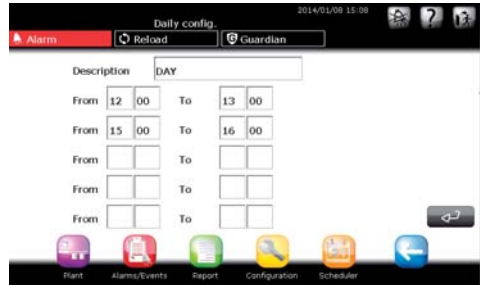 2014/01/08 15:08
Daily config.
Alarm Reload Guardian
Description DAY
From 12 00 To 13 00
From 15 00 To 16 00
From To
From To
From To
Plant Alarms/Events Report Configuration Scheduler